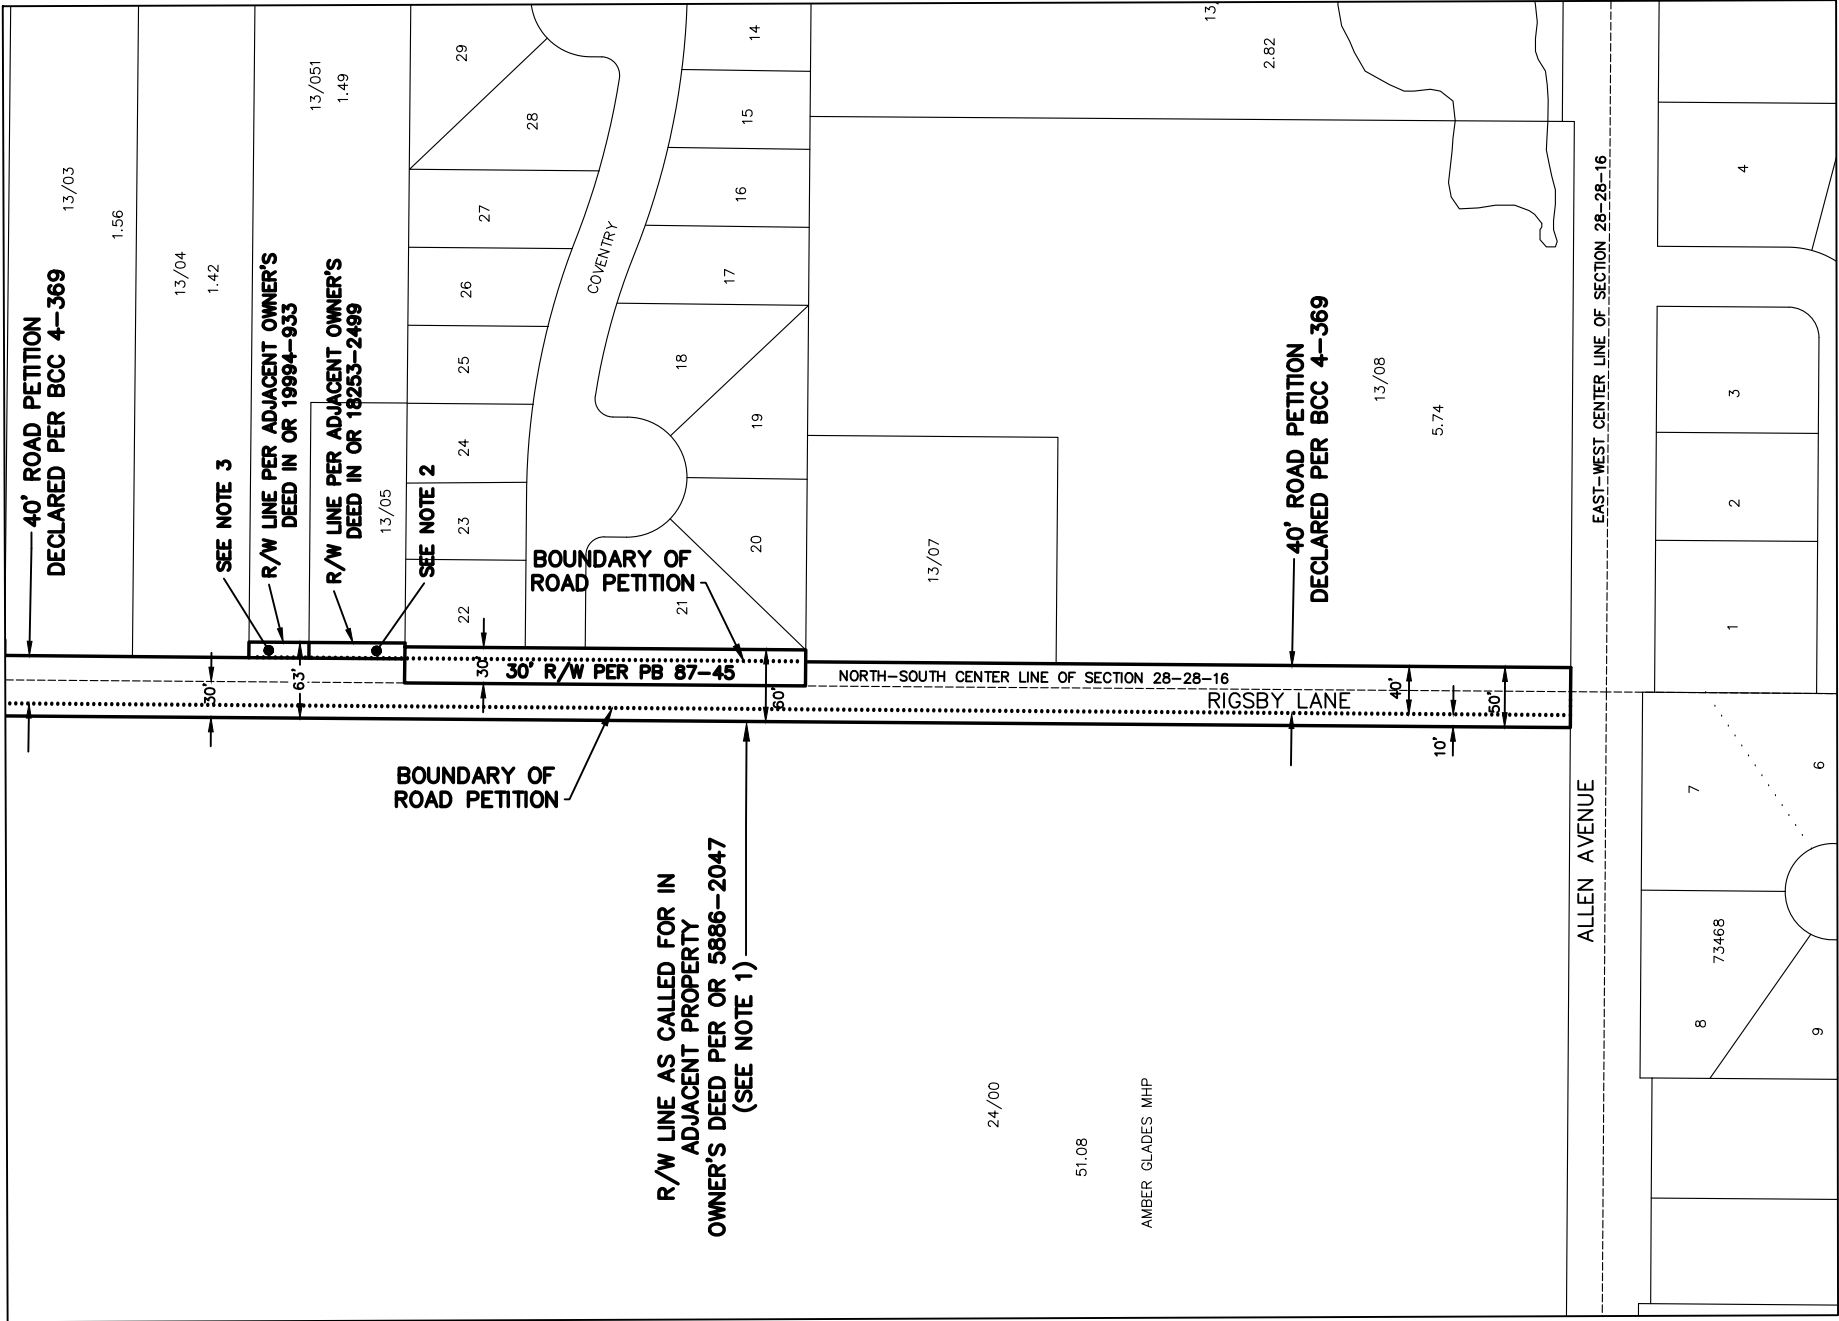 40' ROAD PETITION
DECLARED PER BCC 4-369
13/03
1.56
13/04
1.42
13/051
1.49
SEE NOTE 3
R/W LINE PER ADJACENT OWNER'S
DEED IN OR 19994-933
R/W LINE PER ADJACENT OWNER'S
DEED IN OR 18253-2499
13/05
SEE NOTE 2
29
28
27
26
25
24
23
22
COVENTRY
14
15
16
17
18
19
20
21
BOUNDARY OF
ROAD PETITION
13/07
2.82
40' ROAD PETITION
DECLARED PER BCC 4-369
13/08
5.74
EAST-WEST CENTER LINE OF SECTION 28-28-16
4
3
2
1
30'
63'
30'
30' R/W PER PB 87-45
60'
NORTH-SOUTH CENTER LINE OF SECTION 28-28-16
RIGSBY LANE
40'
10'
50'
BOUNDARY OF
ROAD PETITION
R/W LINE AS CALLED FOR IN
ADJACENT PROPERTY
OWNER'S DEED PER OR 5886-2047
(SEE NOTE 1)
24/00
51.08
AMBER GLADES MHP
ALLEN AVENUE
7
6
73468
8
9